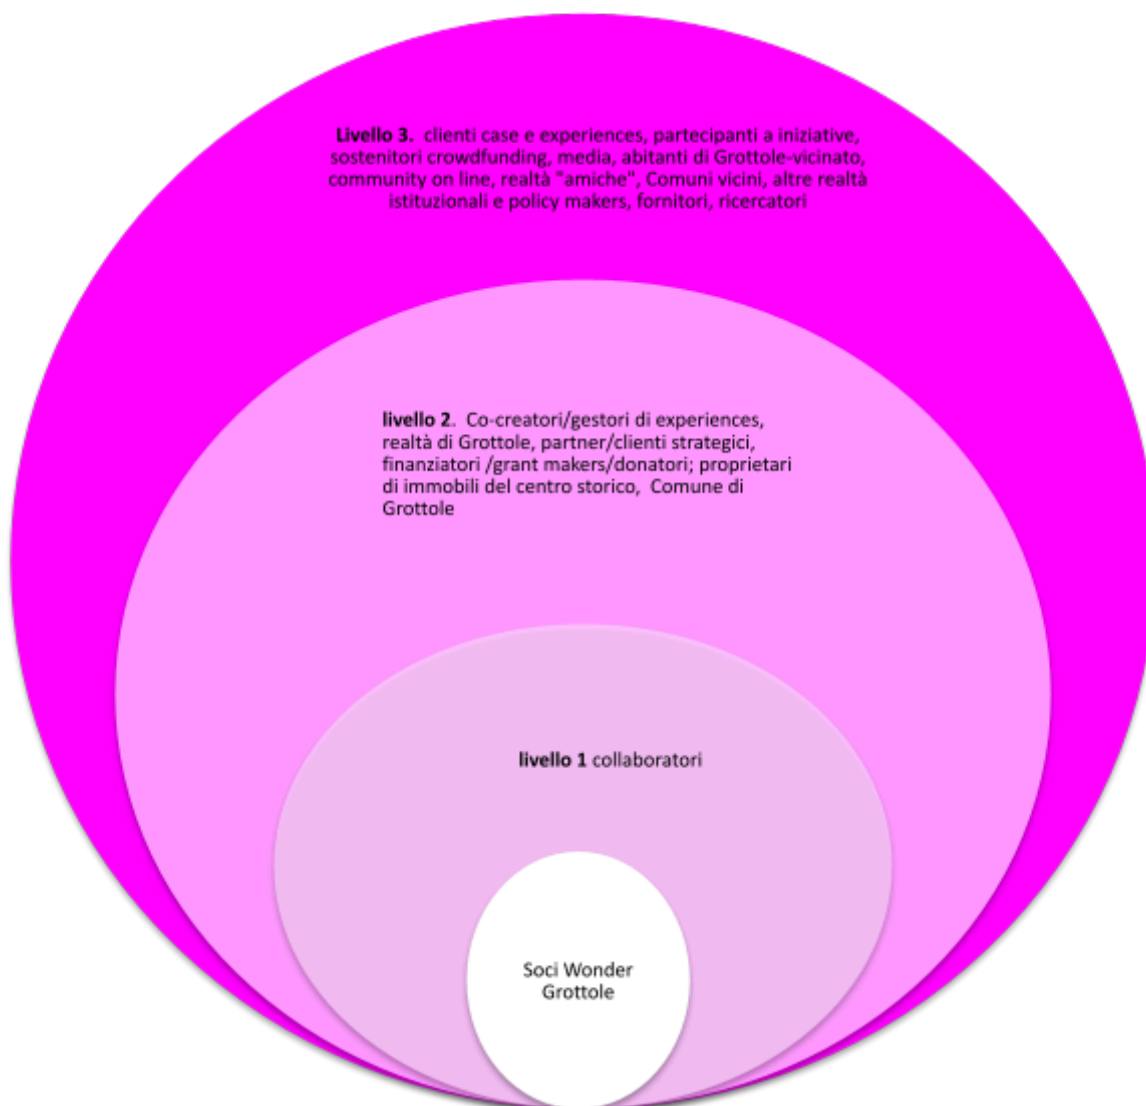 Livello 3.  clienti case e experiences, partecipanti a iniziative,
sostenitori crowdfunding, media, abitanti di Grottole-vicinato,
community on line, realtà "amiche", Comuni vicini, altre realtà
istituzionali e policy makers, fornitori, ricercatori
livello 2.  Co-creatori/gestori di experiences,
realtà di Grottole, partner/clienti strategici,
finanziatori /grant makers/donatori; proprietari
di immobili del centro storico,  Comune di
Grottole
livello 1 collaboratori
Soci Wonder
Grottole